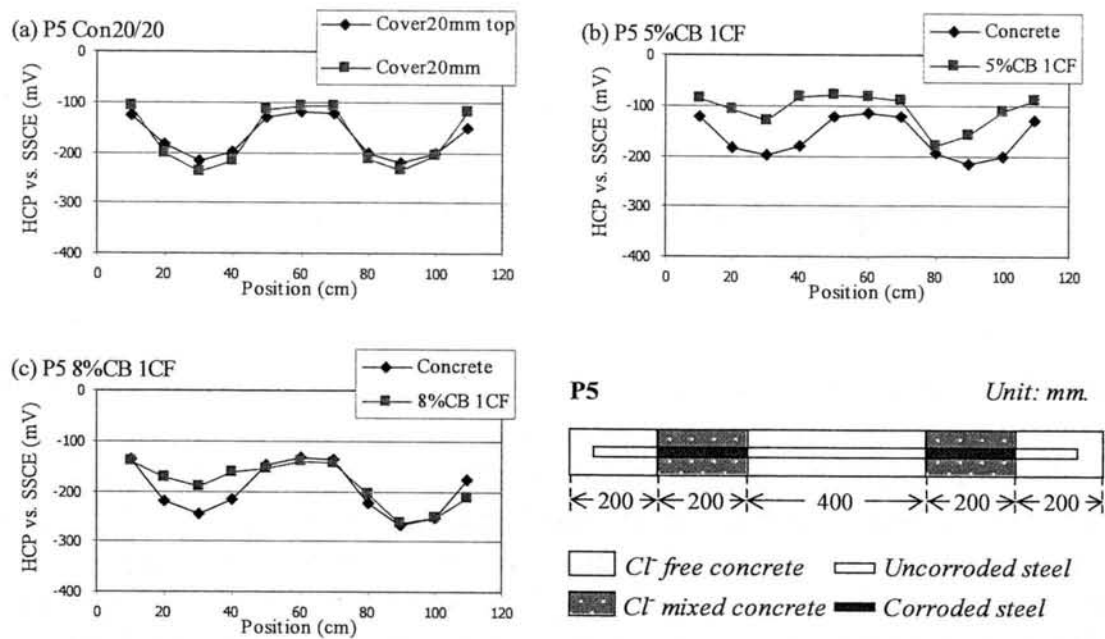 (a) P5 Con20/20
Cover20mm top
Cover20mm
HCP vs. SSCE (mV)
0
-100
-200
-300
-400
0 20 40 60 80 100 120
Position (cm)
(b) P5 5%CB 1CF
Concrete
5%CB 1CF
HCP vs. SSCE (mV)
0
-100
-200
-300
-400
0 20 40 60 80 100 120
Position (cm)
(c) P5 8%CB 1CF
Concrete
8%CB 1CF
HCP vs. SSCE (mV)
0
-100
-200
-300
-400
0 20 40 60 80 100 120
Position (cm)
P5 Unit: mm.
200 200 400 200 200
Cl⁻ free concrete Uncorroded steel
Cl⁻ mixed concrete Corroded steel